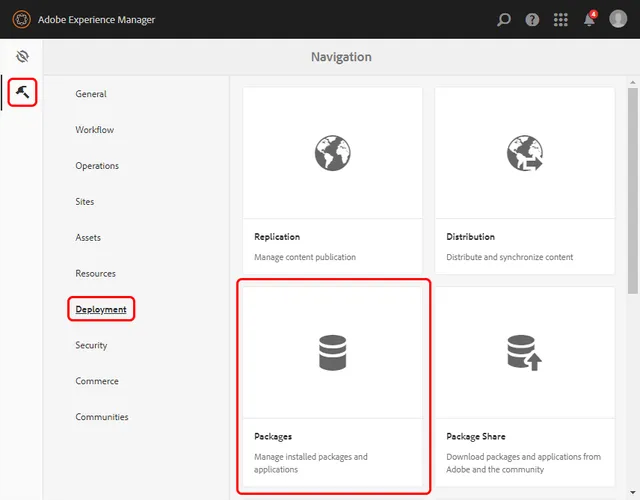 Adobe Experience Manager
4
Navigation
General
Workflow
Operations
Sites
Assets
Resources
Deployment
Security
Commerce
Communities
Replication
Manage content publication
Distribution
Distribute and synchronize content
Packages
Manage installed packages and
applications
Package Share
Download packages and applications from
Adobe and the community